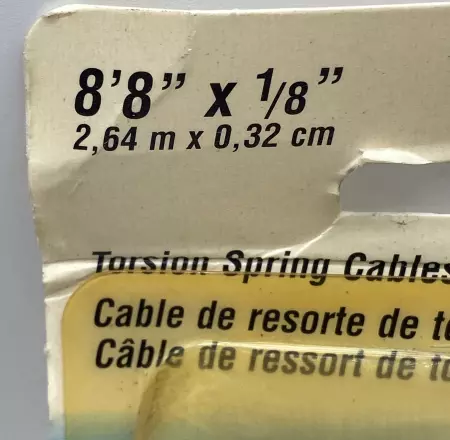 8'8" x 1/8"
2,64 m x 0,32 cm
Torsion Spring Cables
Cable de resorte de
Câble de ressort de